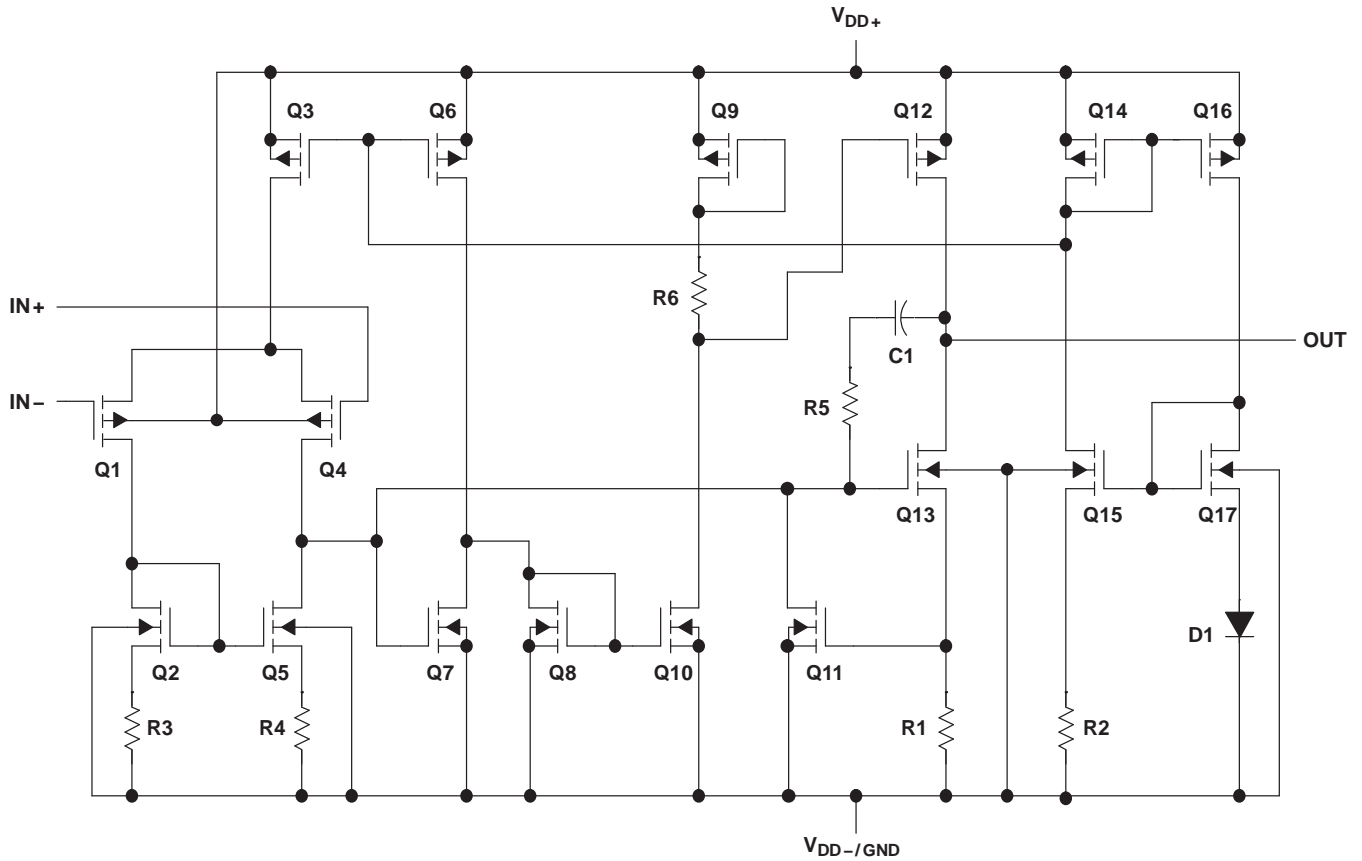 VDD+
Q3 Q6 Q9 Q12 Q14 Q16
IN+
R6
OUT
C1
IN−
R5
Q1 Q4
Q13 Q15 Q17
D1
Q2 Q5 Q7 Q8 Q10 Q11
R3 R4 R1 R2
VDD−/GND